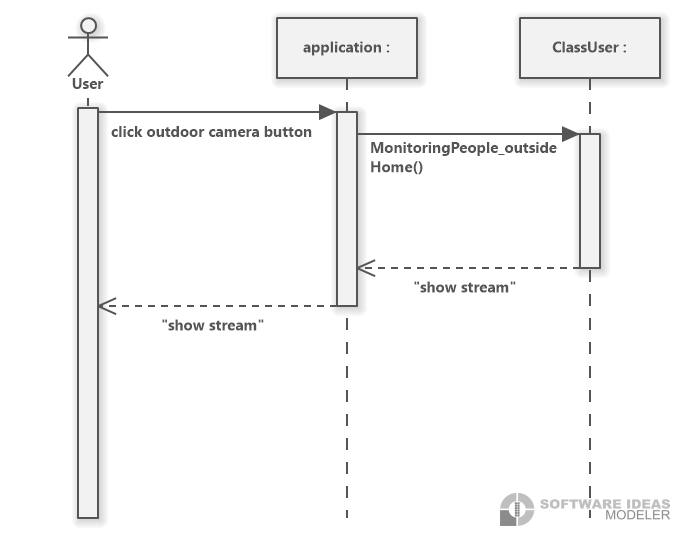 application :
ClassUser :
User
click outdoor camera button
MonitoringPeople_outside
Home()
"show stream"
"show stream"
SOFTWARE IDEAS
MODELER